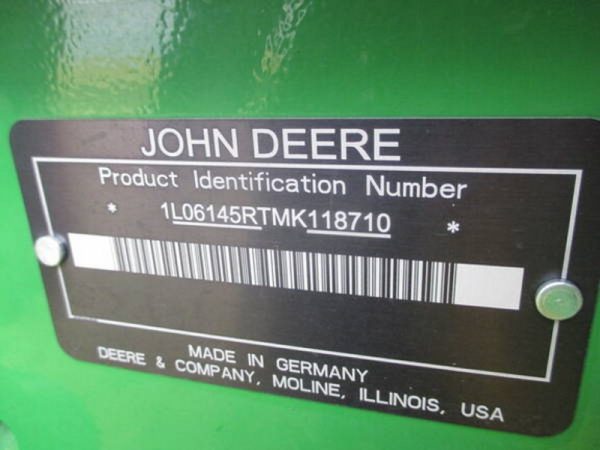 JOHN DEERE
Product Identification Number
* 1L06145RTMK118710 *
MADE IN GERMANY
DEERE & COMPANY, MOLINE, ILLINOIS, USA